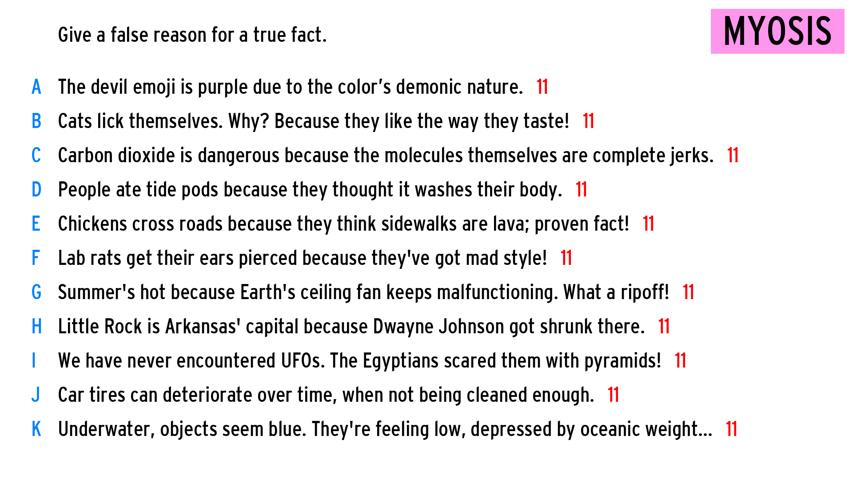 Give a false reason for a true fact.
MYOSIS
A The devil emoji is purple due to the color's demonic nature. 11
B Cats lick themselves. Why? Because they like the way they taste! 11
C Carbon dioxide is dangerous because the molecules themselves are complete jerks. 11
D People ate tide pods because they thought it washes their body. 11
E Chickens cross roads because they think sidewalks are lava; proven fact! 11
F Lab rats get their ears pierced because they've got mad style! 11
G Summer's hot because Earth's ceiling fan keeps malfunctioning. What a ripoff! 11
H Little Rock is Arkansas' capital because Dwayne Johnson got shrunk there. 11
I We have never encountered UFOs. The Egyptians scared them with pyramids! 11
J Car tires can deteriorate over time, when not being cleaned enough. 11
K Underwater, objects seem blue. They're feeling low, depressed by oceanic weight... 11